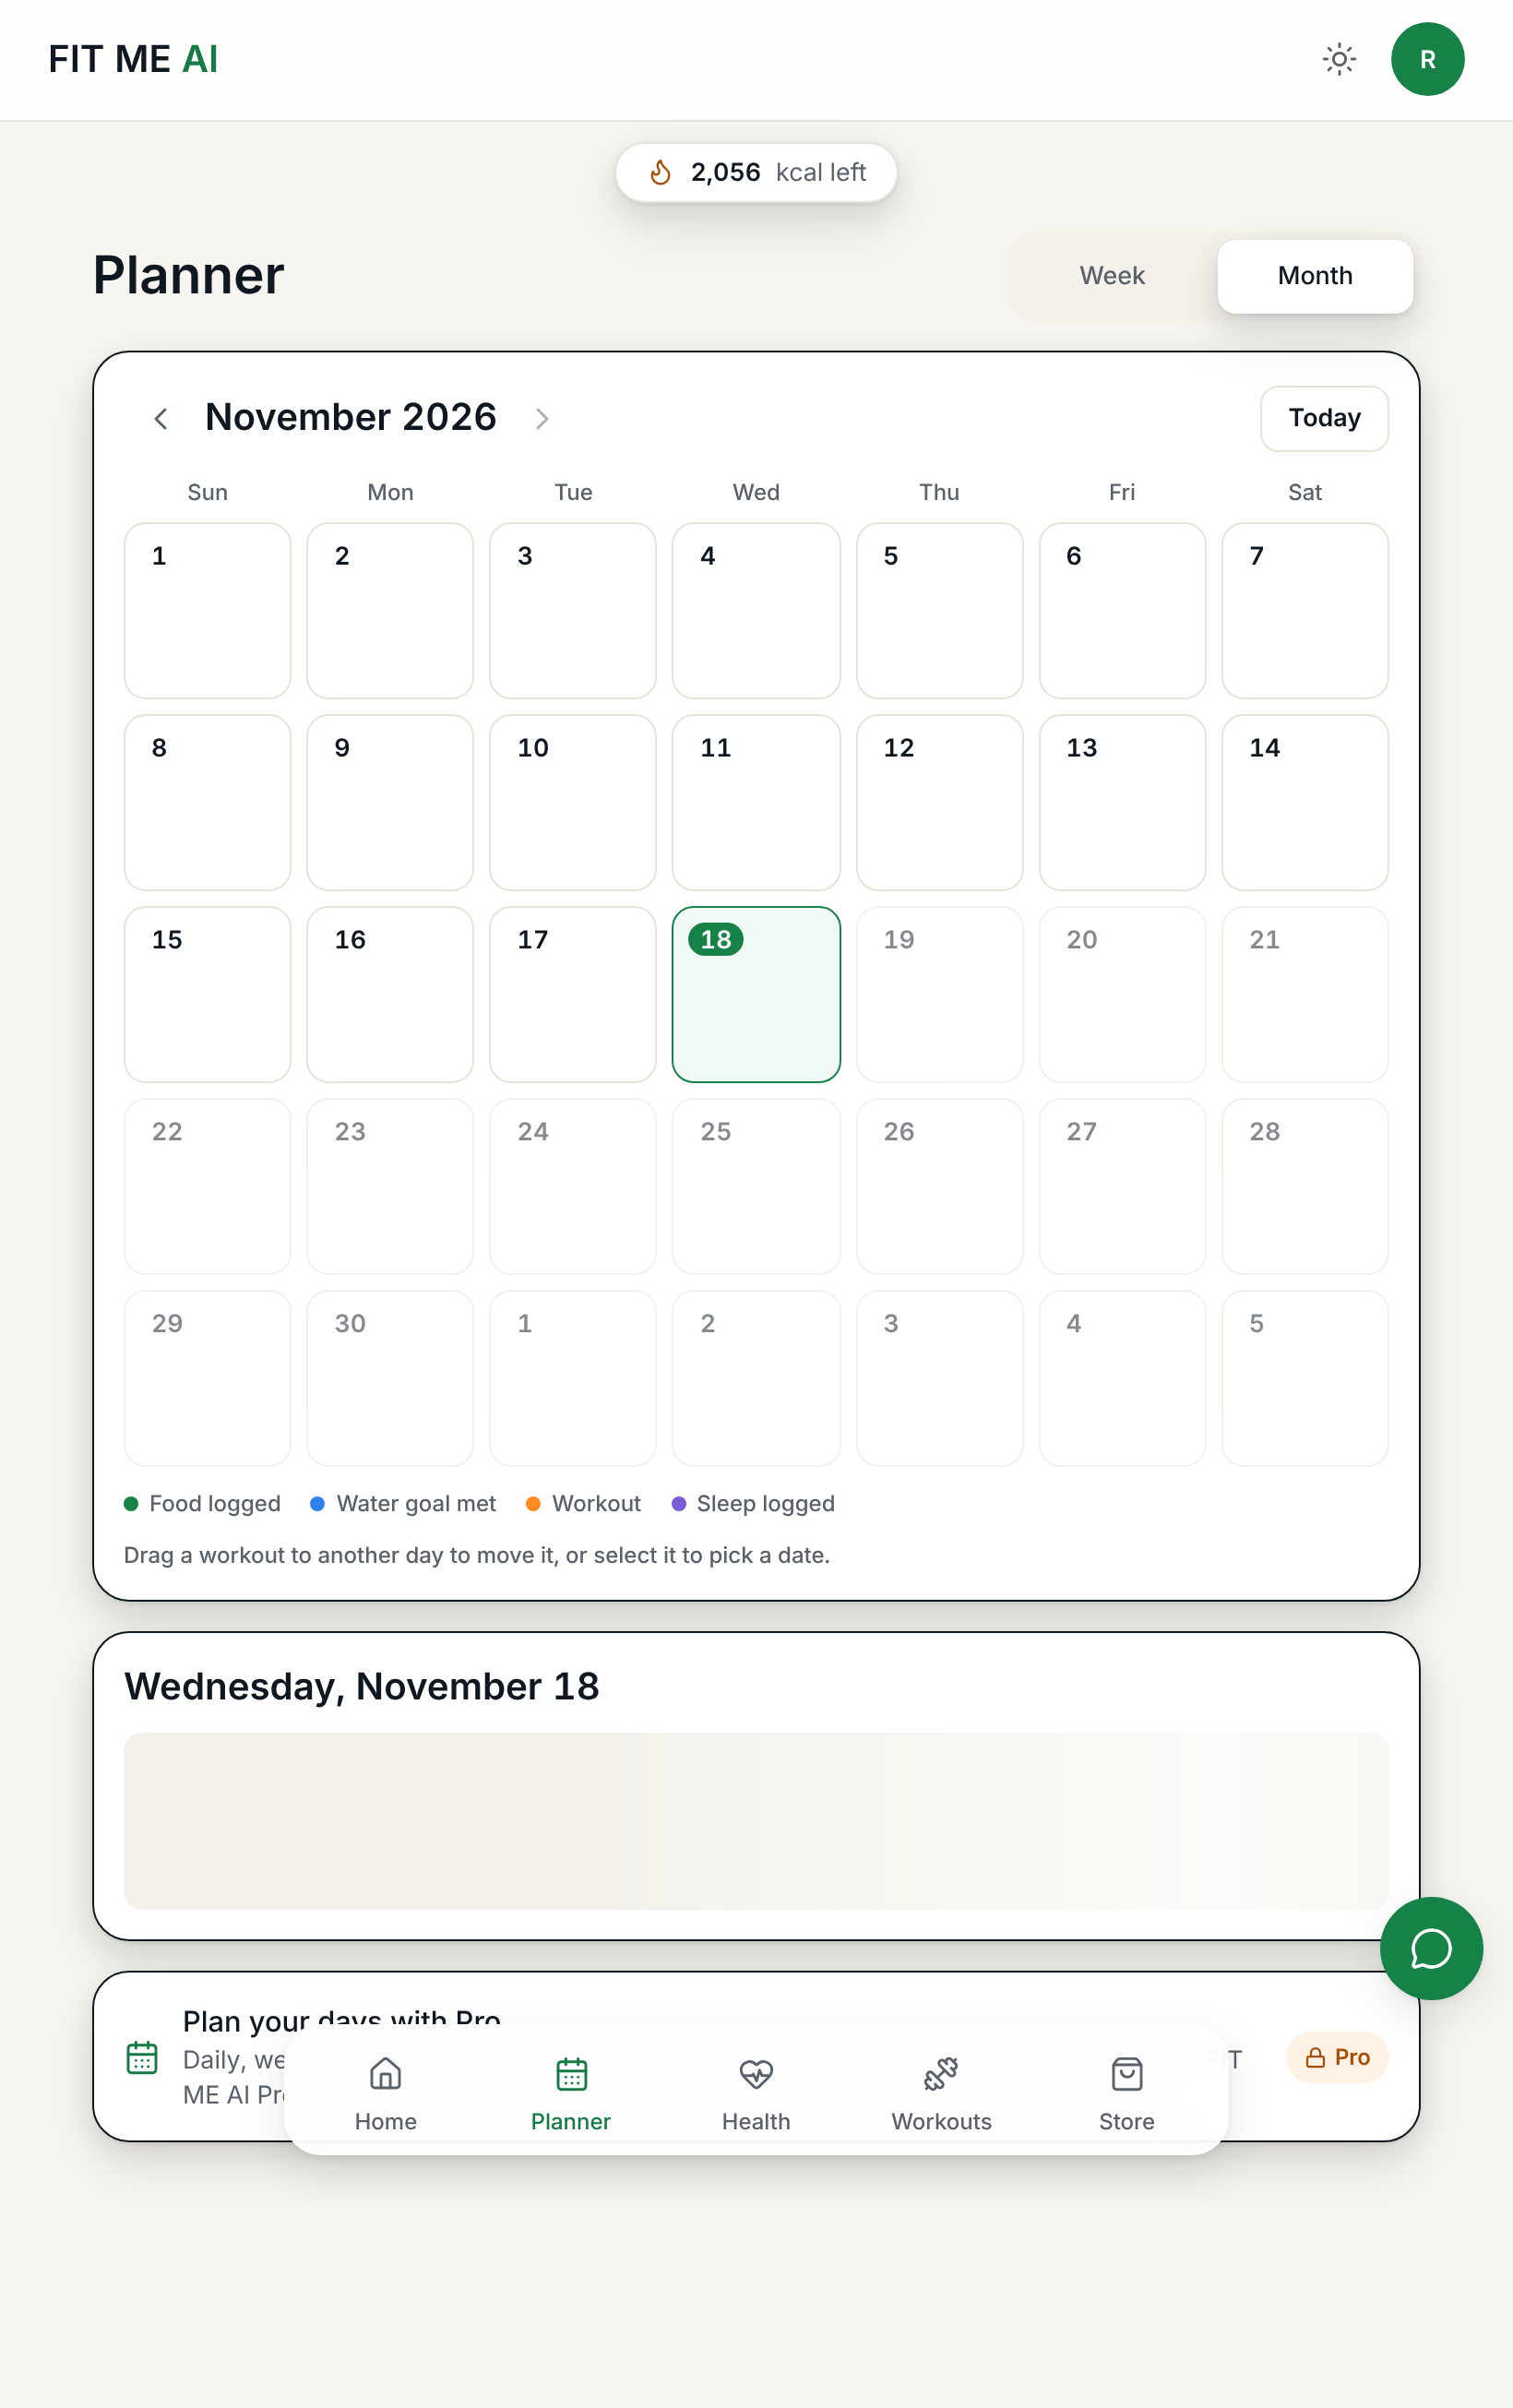 FIT ME AI
R
2,056 kcal left
Planner
Week Month
November 2026
Today
Sun Mon Tue Wed Thu Fri Sat
1 2 3 4 5 6 7
8 9 10 11 12 13 14
15 16 17 18 19 20 21
22 23 24 25 26 27 28
29 30 1 2 3 4 5
Food logged Water goal met Workout Sleep logged
Drag a workout to another day to move it, or select it to pick a date.
Wednesday, November 18
Plan your days with Pro
Daily, FIT
ME AI
Pro
Home Planner Health Workouts Store